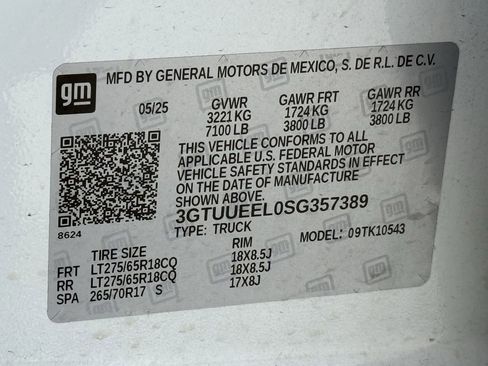 gm
MFD BY GENERAL MOTORS DE MEXICO, S. DE R.L. DE C.V.
05/25 GVWR GAWR FRT GAWR RR
3221 KG 1724 KG 1724 KG
7100 LB 3800 LB 3800 LB
THIS VEHICLE CONFORMS TO ALL
APPLICABLE U.S. FEDERAL MOTOR
VEHICLE SAFETY STANDARDS IN EFFECT
ON THE DATE OF MANUFACTURE SHOWN ABOVE.
3GTUUEEL0SG357389
8624
TYPE: TRUCK MODEL: 09TK10543
TIRE SIZE RIM
FRT LT275/65R18CQ 18X8.5J
RR LT275/65R18CQ 18X8.5J
SPA 265/70R17 S 17X8J